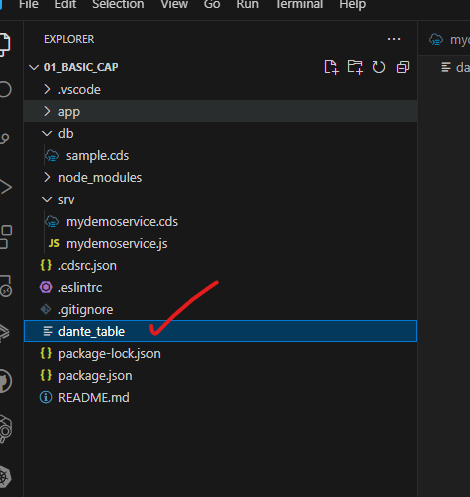 File Edit Selection View Go Run Terminal Help
EXPLORER
01_BASIC_CAP
.vscode
app
db
sample.cds
node_modules
srv
mydemoservice.cds
JS mydemoservice.js
{} .cdsrc.json
.eslintrc
.gitignore
dante_table
{} package-lock.json
{} package.json
README.md
myd
da